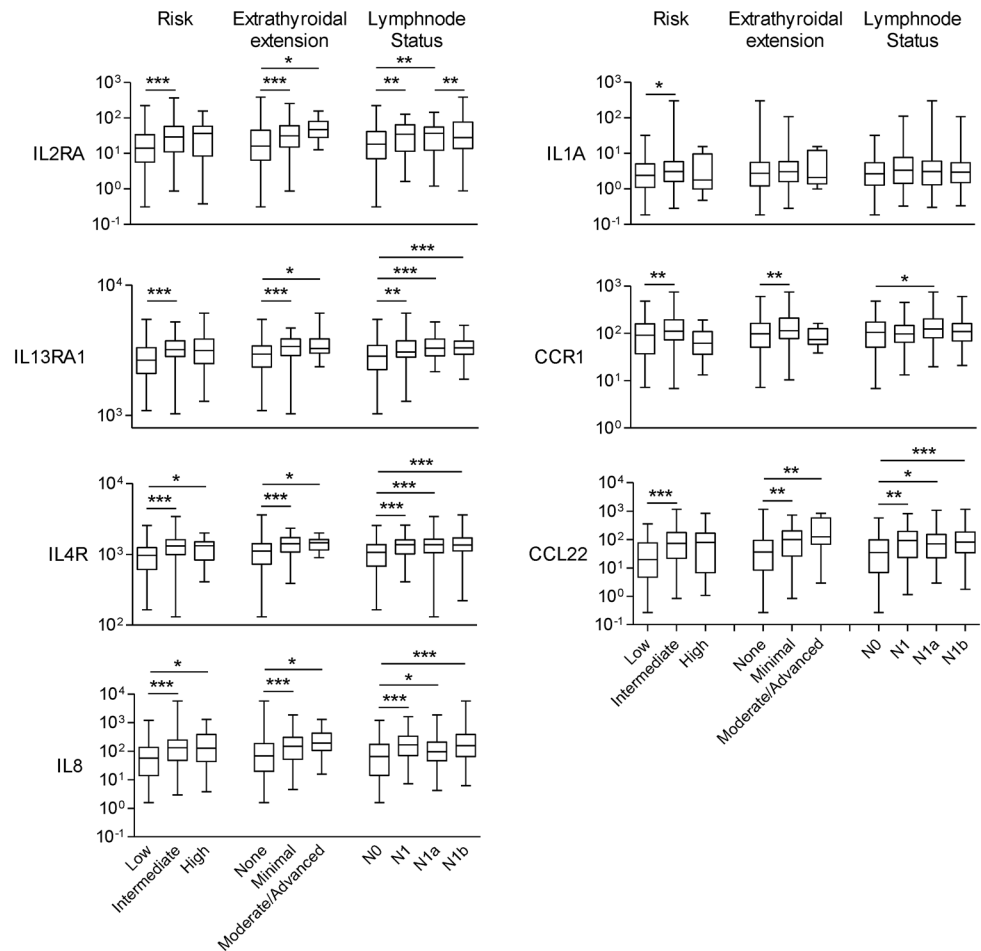 Risk
Extrathyroidal extension
Lymphnode Status
IL2RA
10³
10²
10¹
10⁰
10⁻¹
***
***
*
**
**
**
IL13RA1
10⁴
10³
***
***
*
**
***
***
IL4R
10⁴
10³
10²
***
*
***
*
***
***
***
IL8
10⁴
10³
10²
10¹
10⁰
10⁻¹
***
*
***
*
***
*
***
Low
Intermediate
High
None
Minimal
Moderate/Advanced
N0
N1
N1a
N1b
Risk
Extrathyroidal extension
Lymphnode Status
IL1A
10³
10²
10¹
10⁰
10⁻¹
*
CCR1
10³
10²
10¹
10⁰
**
**
*
CCL22
10⁴
10³
10²
10¹
10⁰
10⁻¹
***
**
**
**
*
***
Low
Intermediate
High
None
Minimal
Moderate/Advanced
N0
N1
N1a
N1b